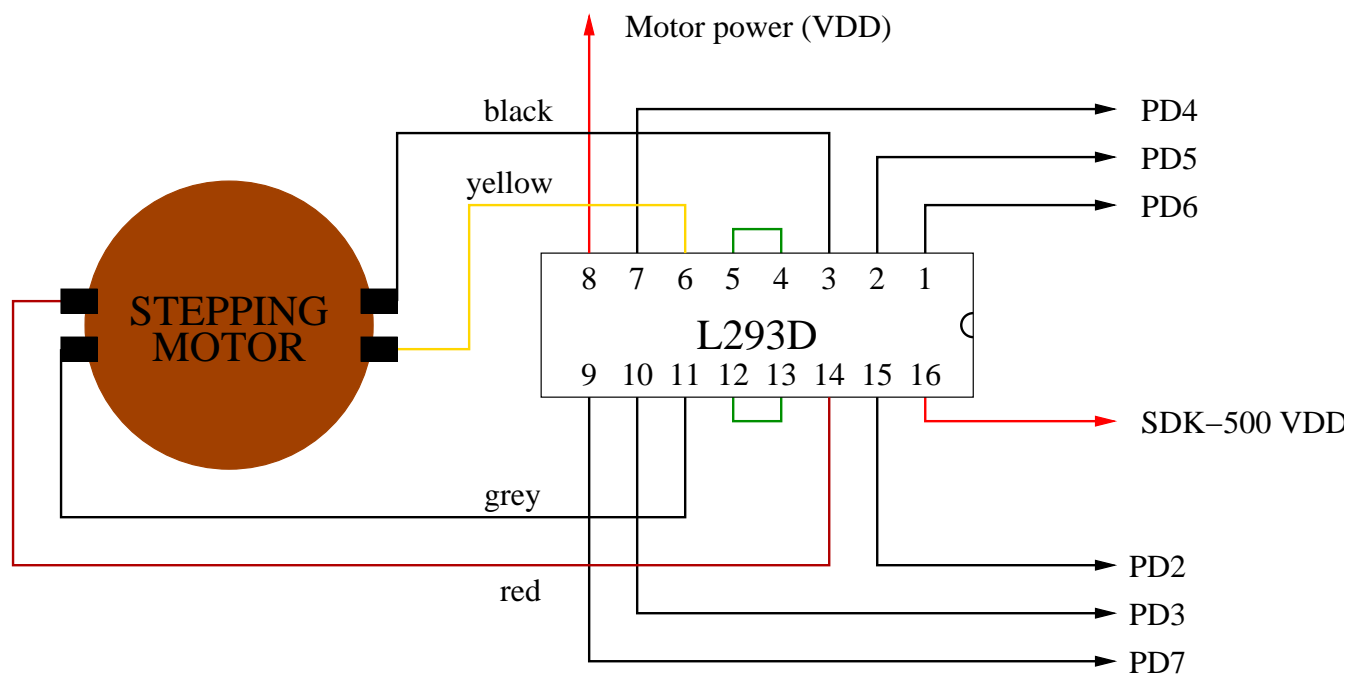 Motor power (VDD)
black
PD4
PD5
yellow
PD6
8 7 6 5 4 3 2 1
STEPPING
MOTOR
L293D
9 10 11 12 13 14 15 16
SDK−500 VDD
grey
PD2
red
PD3
PD7